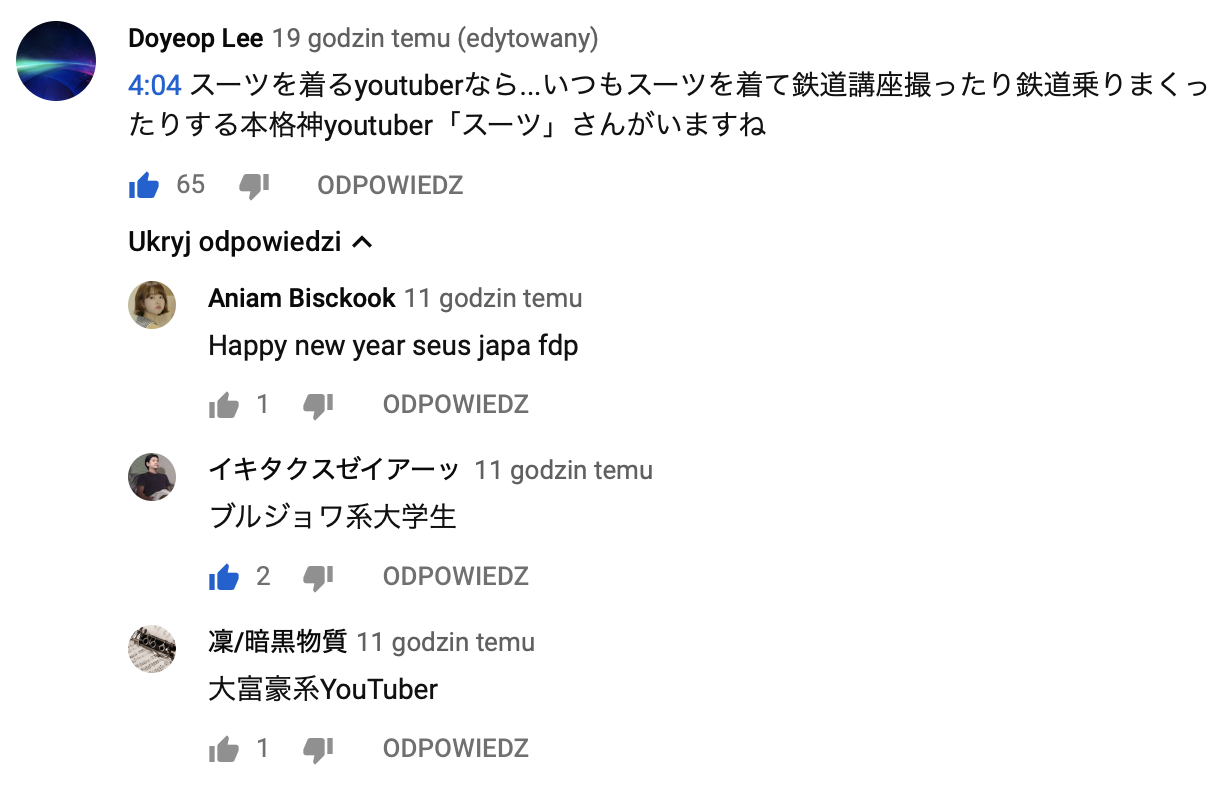 Doyeop Lee 19 godzin temu (edytowany)
4:04 スーツを着るyoutuberなら...いつもスーツを着て鉄道講座撮ったり鉄道乗りまくっ
たりする本格神youtuber「スーツ」さんがいますね
65 ODPOWIEDZ
Ukryj odpowiedzi
Aniam Bisckook 11 godzin temu
Happy new year seus japa fdp
1 ODPOWIEDZ
イキタクスゼイアーッ 11 godzin temu
ブルジョワ系大学生
2 ODPOWIEDZ
凜/暗黒物質 11 godzin temu
大富豪系YouTuber
1 ODPOWIEDZ